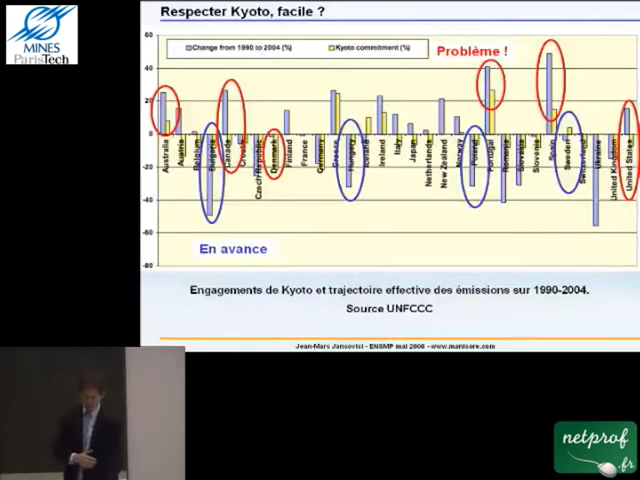 Respecter Kyoto, facile ?
MINES
ParisTech
60
Change from 1990 to 2004 (%)
Kyoto commitment (%)
Problème !
40
20
0
Australia
Austria
Belgium
Bulgaria
Canada
Croatia
Czech Republic
Denmark
Finland
France
Germany
Greece
Hungary
Iceland
Ireland
Italy
Japan
Netherlands
New Zealand
Norway
Poland
Portugal
Romania
Slovakia
Slovenia
Spain
Sweden
Switzerland
Ukraine
United Kingdom
United States
-20
-40
-60
-80
En avance
Engagements de Kyoto et trajectoire effective des émissions sur 1990-2004.
Source UNFCCC
Jean-Marc Jancovici - ENSMP mai 2008 - www.manicore.com
netprof
.fr